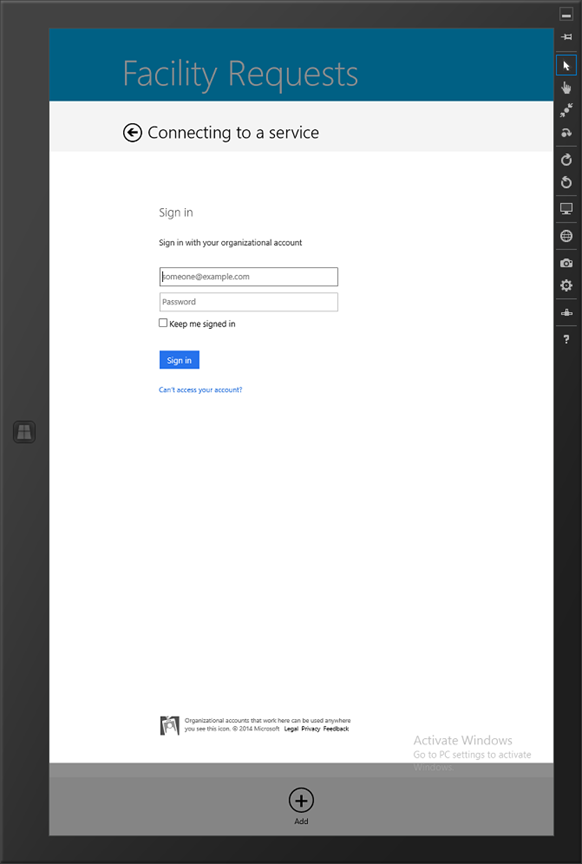 Facility Requests
Connecting to a service
Sign in
Sign in with your organizational account
someone@example.com
Password
Keep me signed in
Sign in
Can't access your account?
Organizational accounts that work here can be used anywhere
you see this icon. © 2014 Microsoft Legal Privacy Feedback
Activate Windows
Go to PC settings to activate
Windows.
Add
?